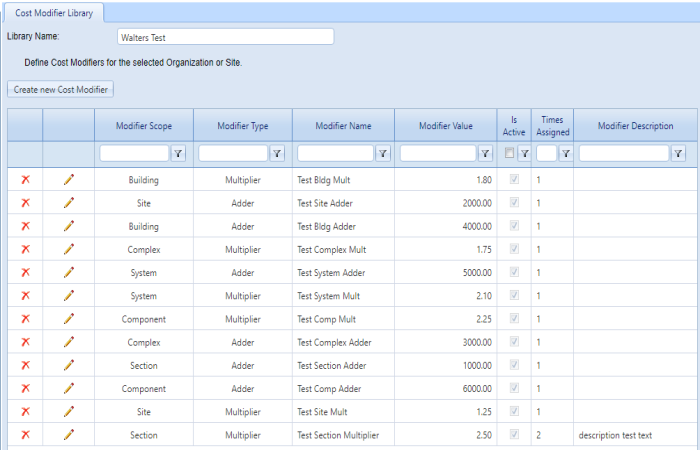 Cost Modifier Library
Library Name: Walters Test
Define Cost Modifiers for the selected Organization or Site.
Create new Cost Modifier
Modifier Scope Modifier Type Modifier Name Modifier Value Is Active Times Assigned Modifier Description
Building Multiplier Test Bldg Mult 1.80 1
Site Adder Test Site Adder 2000.00 1
Building Adder Test Bldg Adder 4000.00 1
Complex Multiplier Test Complex Mult 1.75 1
System Adder Test System Adder 5000.00 1
System Multiplier Test System Mult 2.10 1
Component Multiplier Test Comp Mult 2.25 1
Complex Adder Test Complex Adder 3000.00 1
Section Adder Test Section Adder 1000.00 1
Component Adder Test Comp Adder 6000.00 1
Site Multiplier Test Site Mult 1.25 1
Section Multiplier Test Section Multiplier 2.50 2 description test text